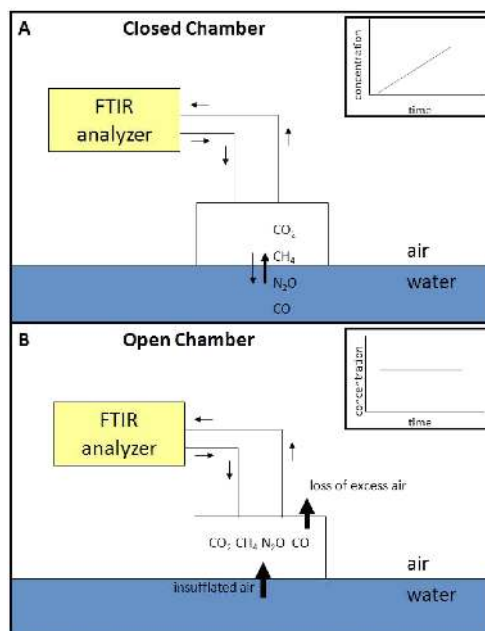 A
Closed Chamber
concentration
time
FTIR
analyzer
CO₂
CH₄
N₂O
CO
air
water
B
Open Chamber
concentration
time
FTIR
analyzer
loss of excess air
CO₂ CH₄ N₂O CO
air
insufflated air
water